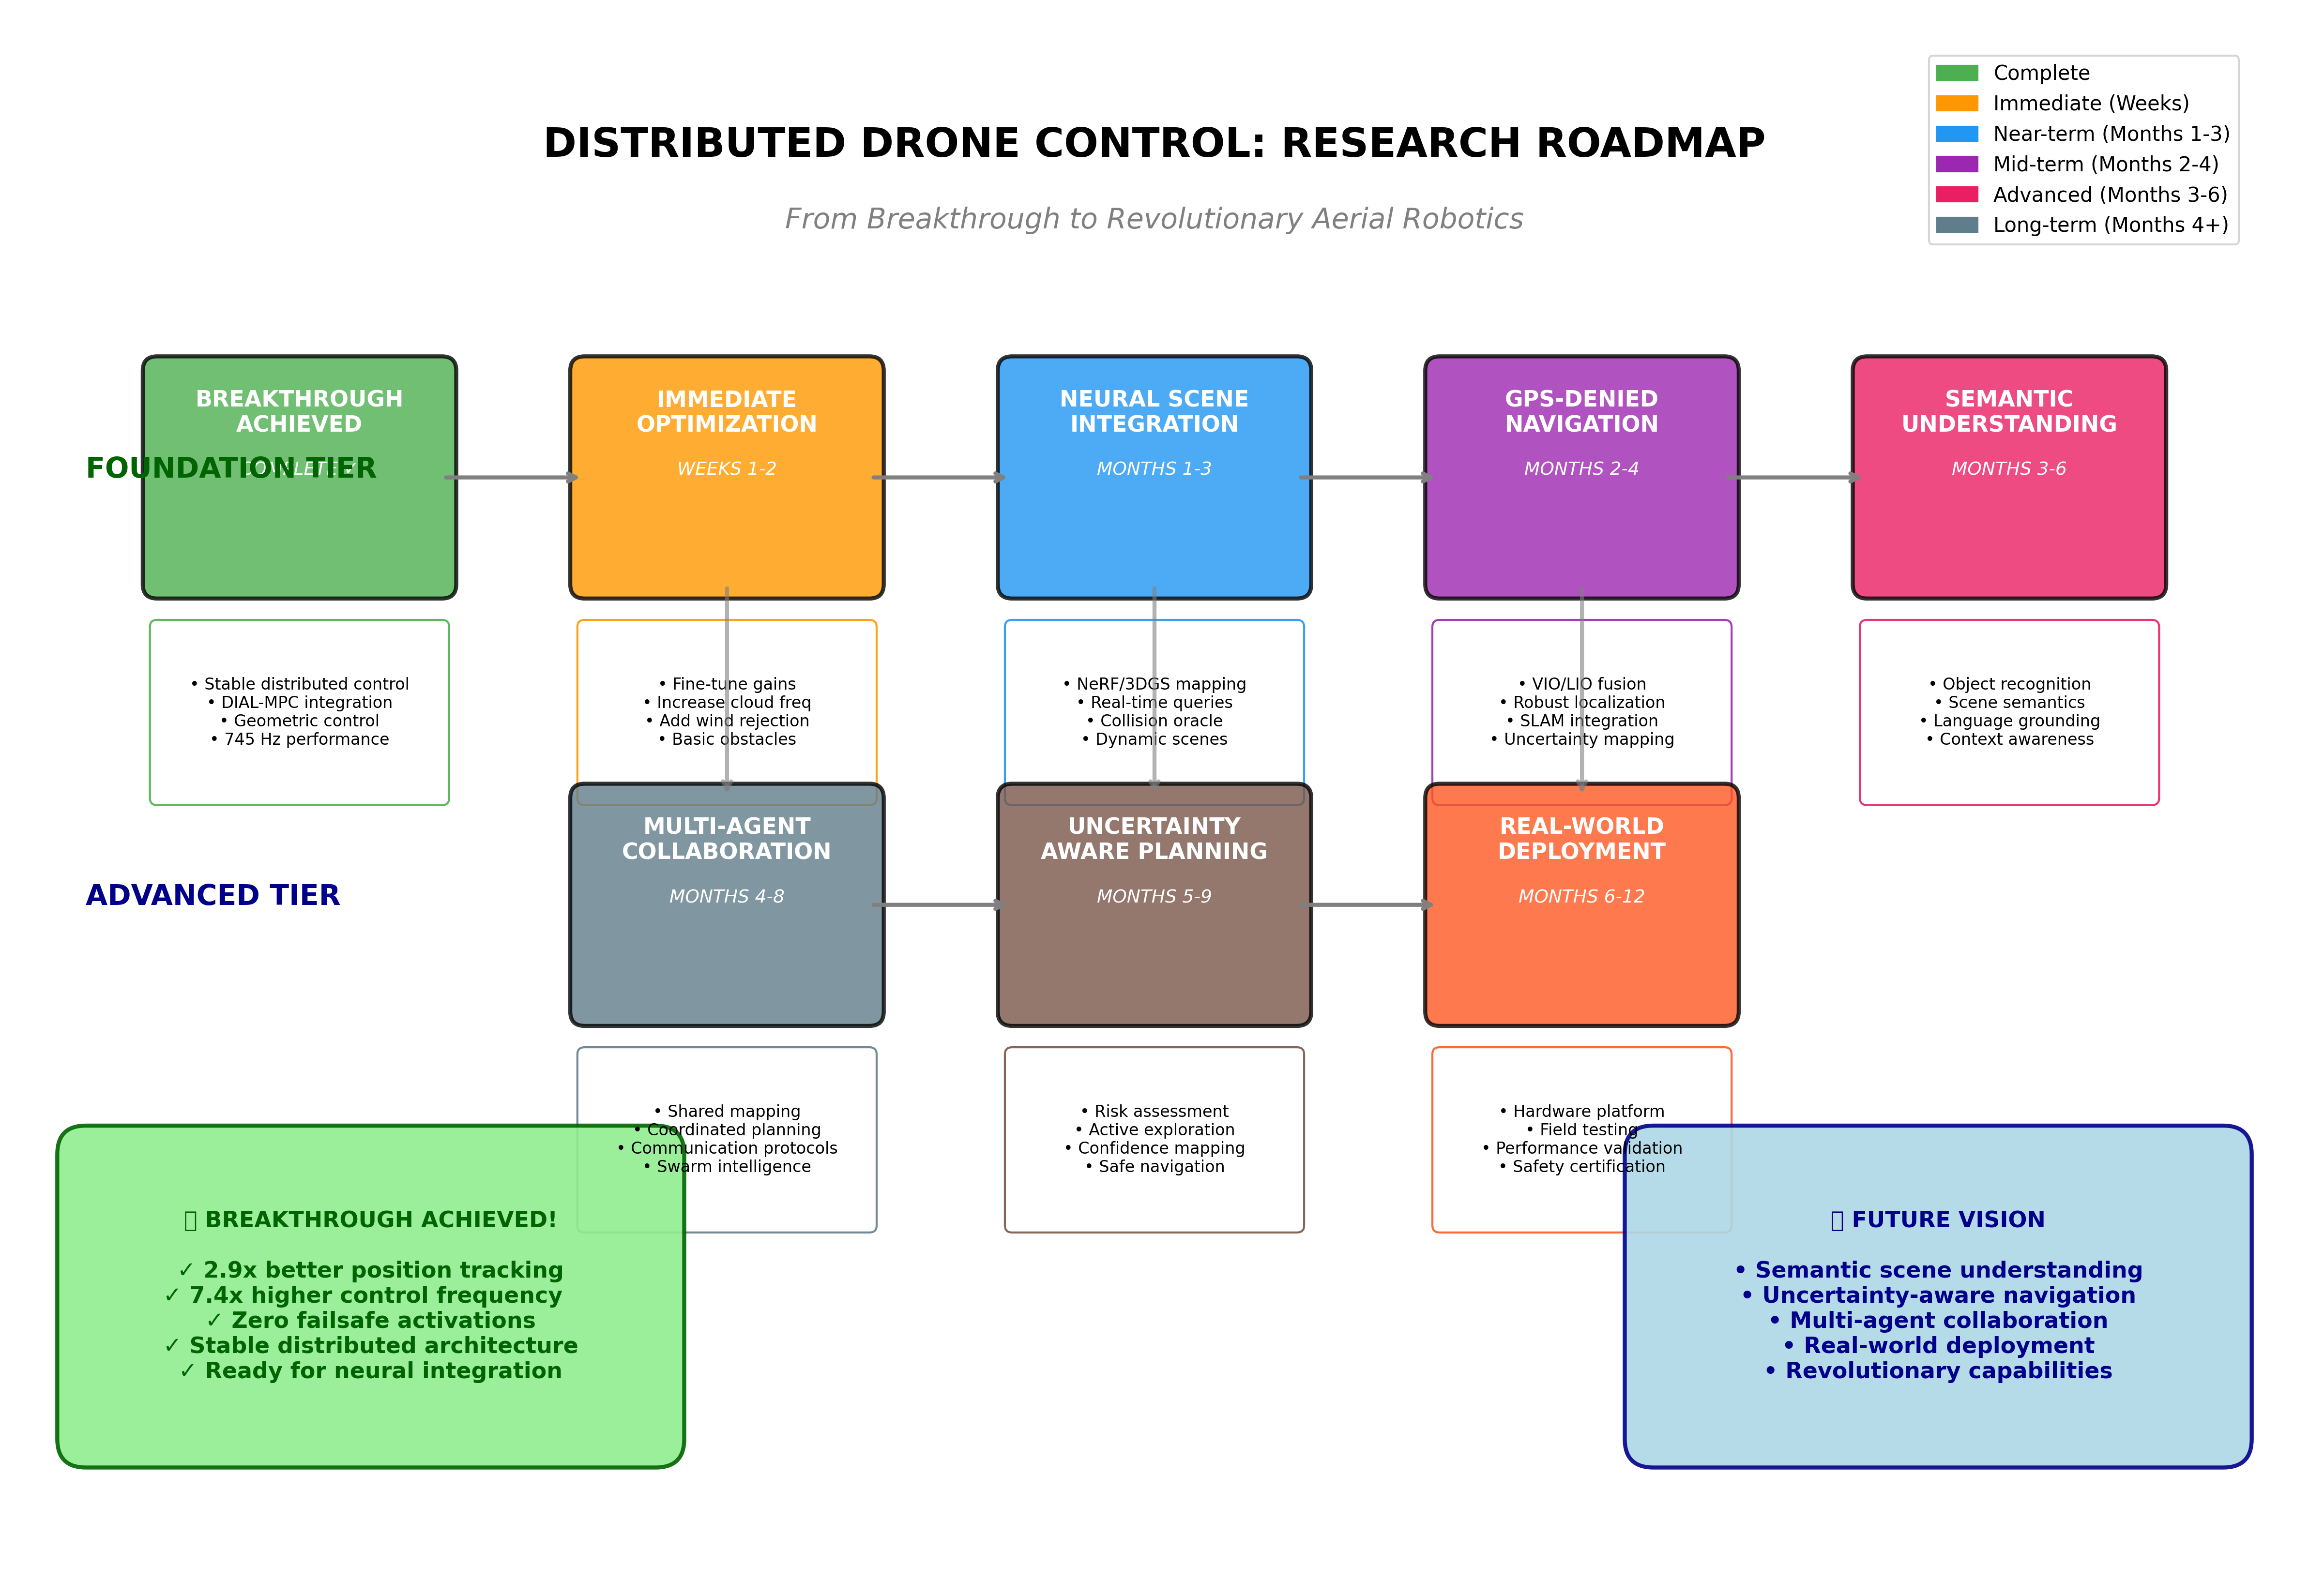 Complete
Immediate (Weeks)
Near-term (Months 1-3)
Mid-term (Months 2-4)
Advanced (Months 3-6)
Long-term (Months 4+)
DISTRIBUTED DRONE CONTROL: RESEARCH ROADMAP
From Breakthrough to Revolutionary Aerial Robotics
BREAKTHROUGH
ACHIEVED
FOUNDATION TIER
IMMEDIATE
OPTIMIZATION
WEEKS 1-2
NEURAL SCENE
INTEGRATION
MONTHS 1-3
GPS-DENIED
NAVIGATION
MONTHS 2-4
SEMANTIC
UNDERSTANDING
MONTHS 3-6
• Stable distributed control
• DIAL-MPC integration
• Geometric control
• 745 Hz performance
• Fine-tune gains
• Increase cloud freq
• Add wind rejection
• Basic obstacles
• NeRF/3DGS mapping
• Real-time queries
• Collision oracle
• Dynamic scenes
• VIO/LIO fusion
• Robust localization
• SLAM integration
• Uncertainty mapping
• Object recognition
• Scene semantics
• Language grounding
• Context awareness
ADVANCED TIER
MULTI-AGENT
COLLABORATION
MONTHS 4-8
UNCERTAINTY
AWARE PLANNING
MONTHS 5-9
REAL-WORLD
DEPLOYMENT
MONTHS 6-12
• Shared mapping
• Coordinated planning
• Communication protocols
• Swarm intelligence
• Risk assessment
• Active exploration
• Confidence mapping
• Safe navigation
• Hardware platform
• Field testing
• Performance validation
• Safety certification
BREAKTHROUGH ACHIEVED!
✓ 2.9x better position tracking
✓ 7.4x higher control frequency
✓ Zero failsafe activations
✓ Stable distributed architecture
✓ Ready for neural integration
FUTURE VISION
• Semantic scene understanding
• Uncertainty-aware navigation
• Multi-agent collaboration
• Real-world deployment
• Revolutionary capabilities